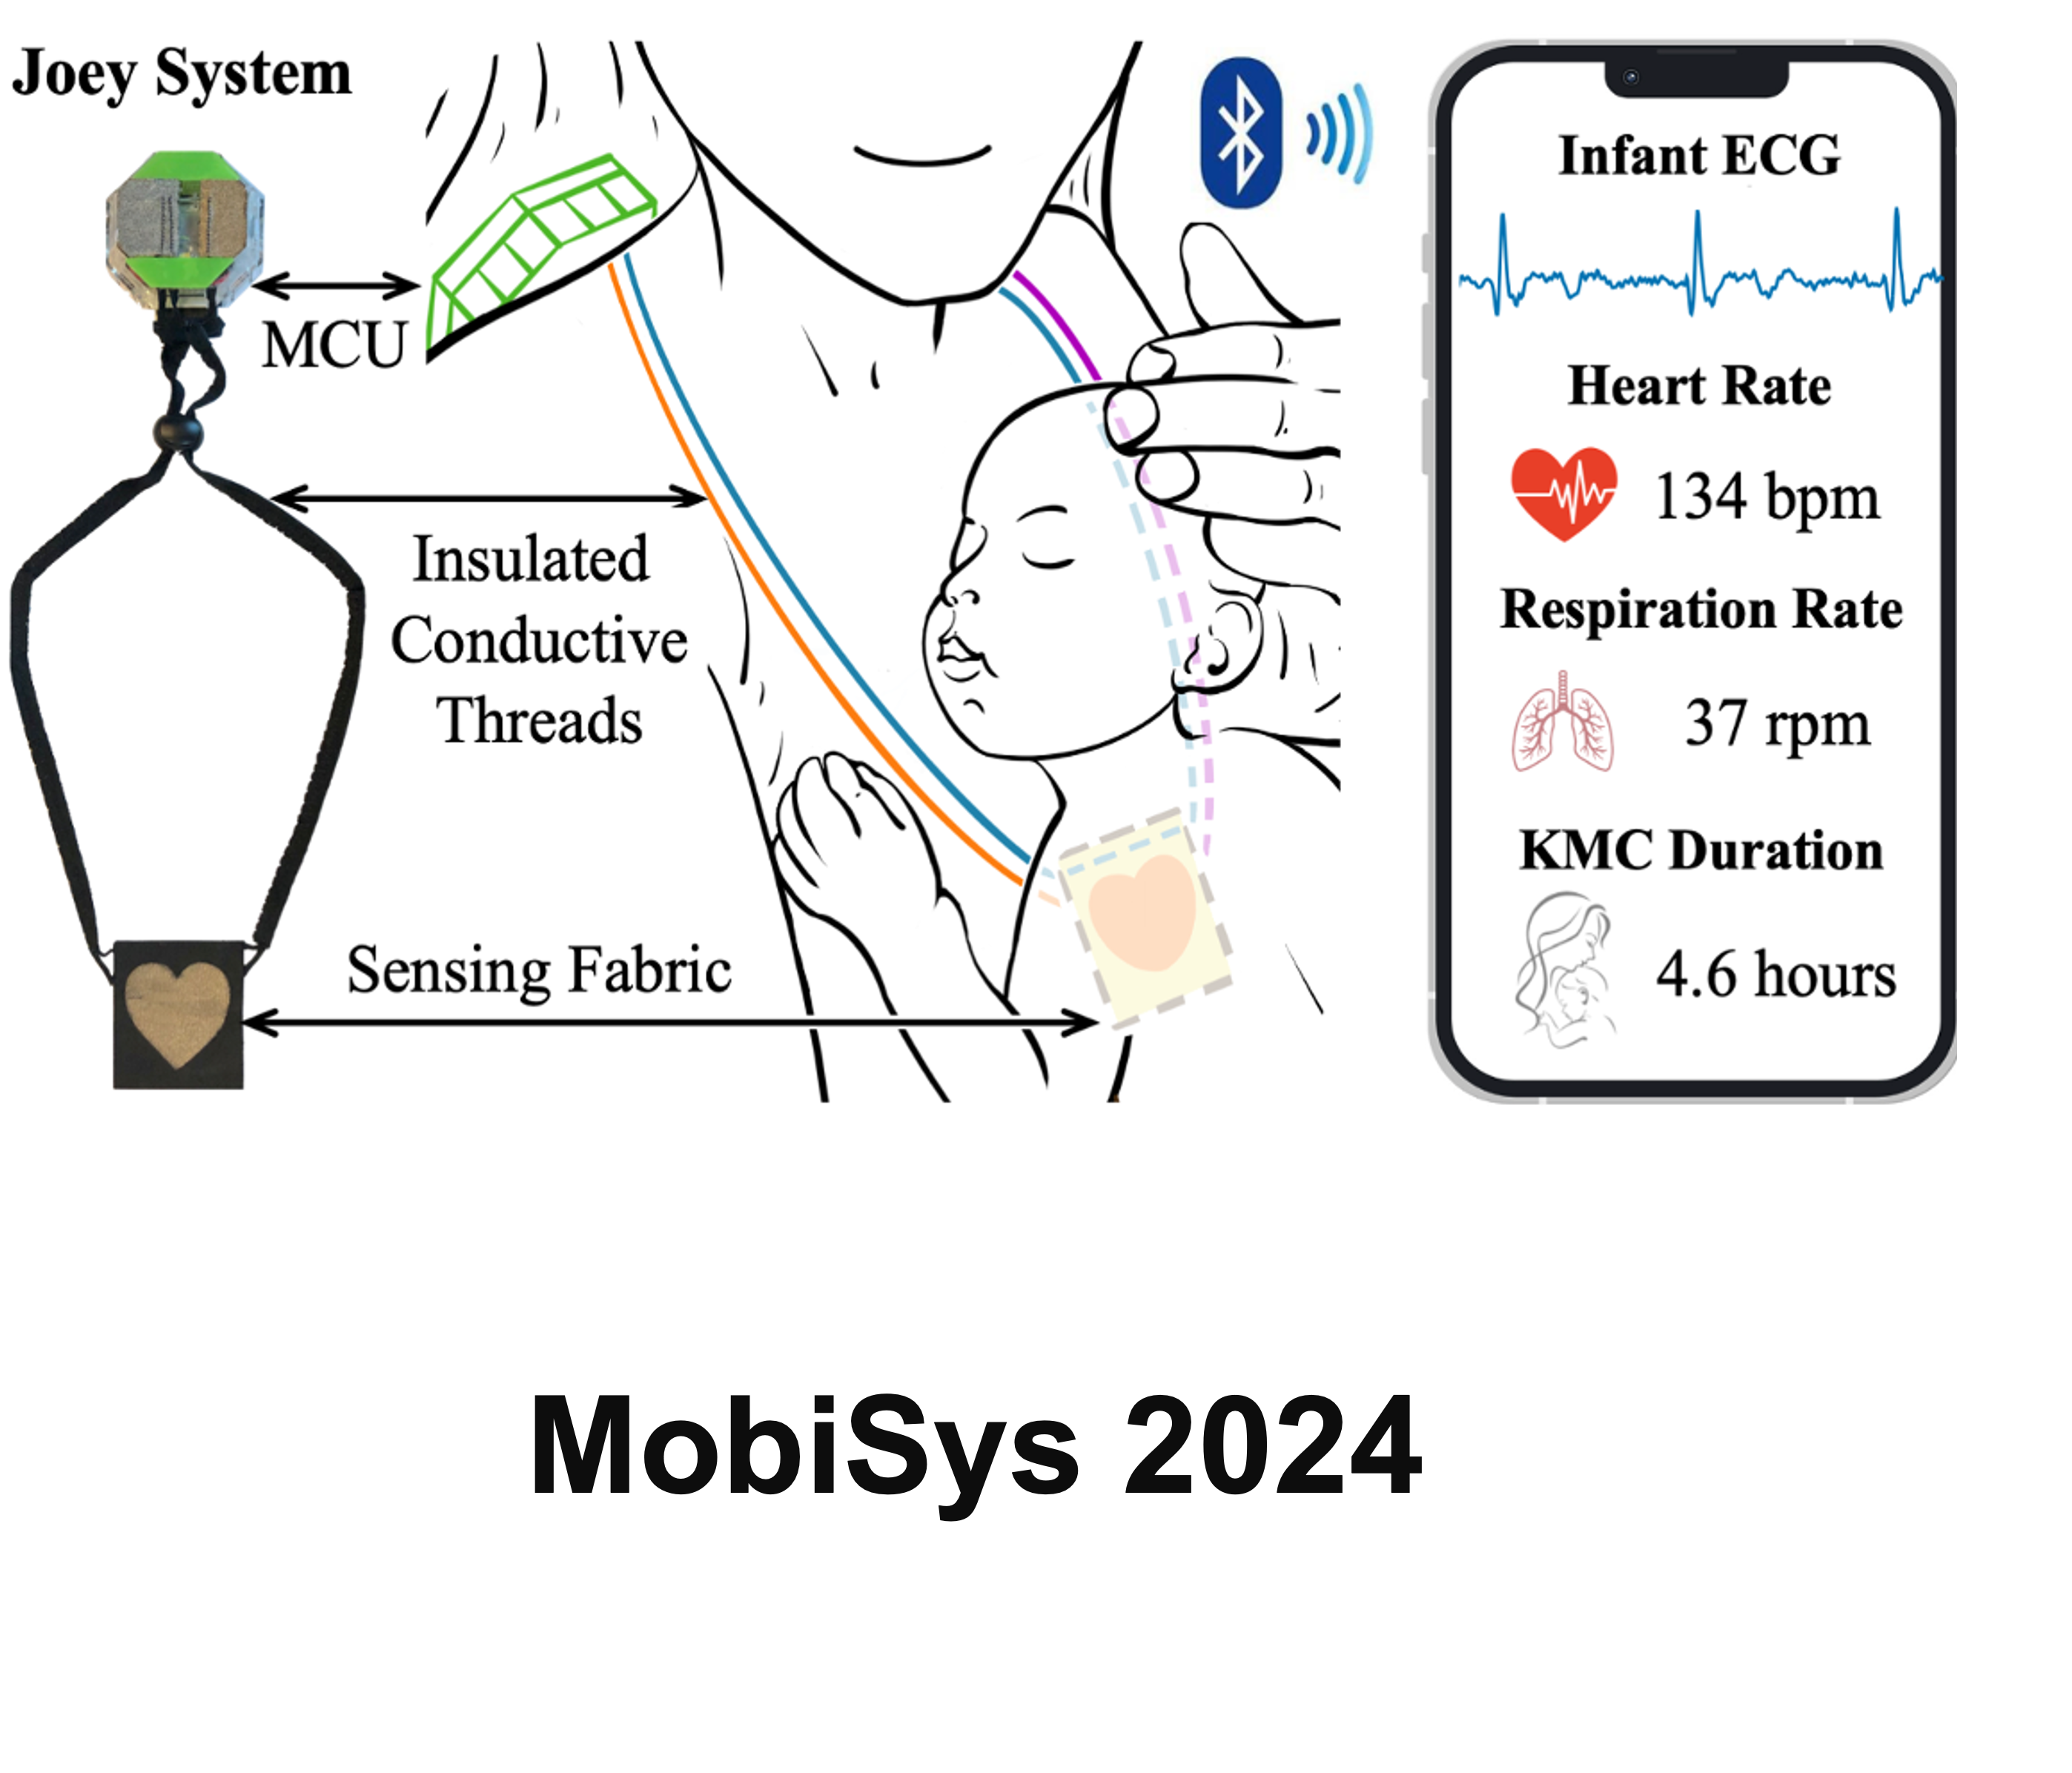 Joey System
MCU
Insulated
Conductive
Threads
Sensing Fabric
Infant ECG
Heart Rate
134 bpm
Respiration Rate
37 rpm
KMC Duration
4.6 hours
MobiSys 2024